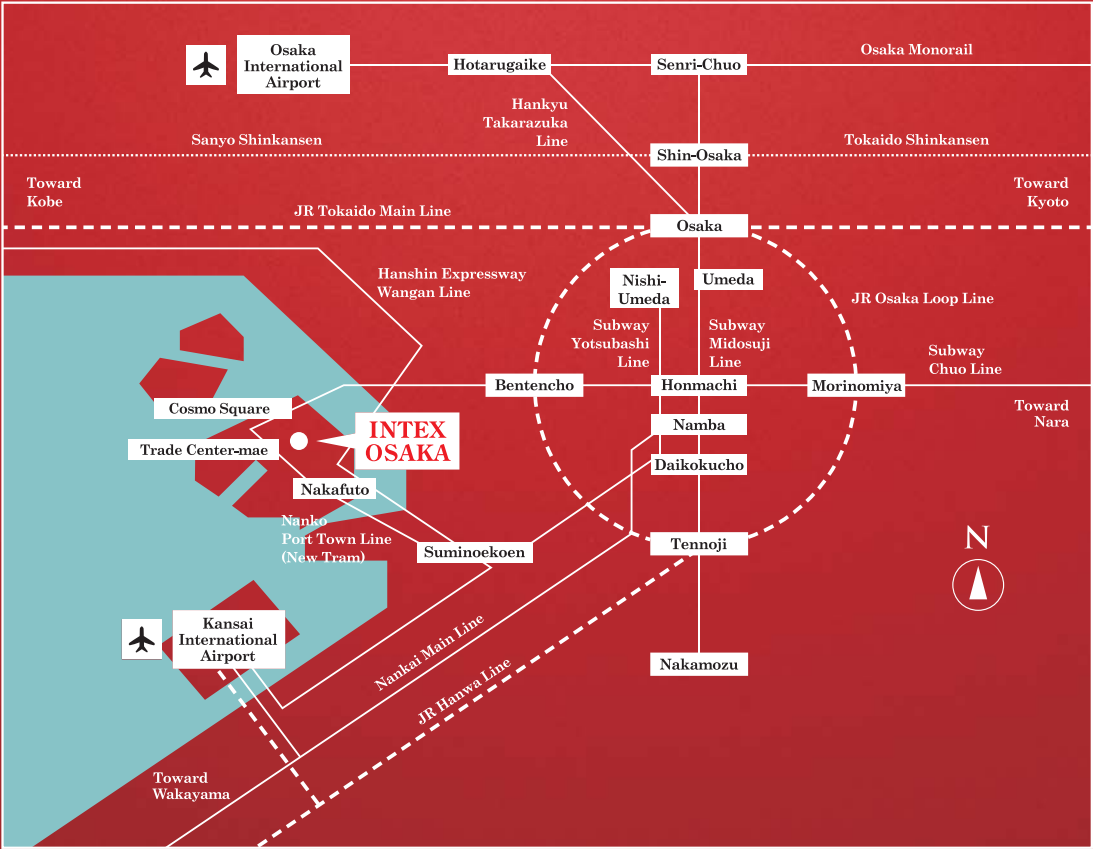 Osaka
International
Airport
Hotarugaike
Senri-Chuo
Osaka Monorail
Hankyu
Takarazuka
Line
Sanyo Shinkansen
Shin-Osaka
Tokaido Shinkansen
Toward
Kobe
Toward
Kyoto
JR Tokaido Main Line
Osaka
Hanshin Expressway
Wangan Line
Nishi-
Umeda
Umeda
JR Osaka Loop Line
Subway
Yotsubashi
Line
Subway
Midosuji
Line
Subway
Chuo Line
Bentencho
Honmachi
Morinomiya
Toward
Nara
Cosmo Square
INTEX
OSAKA
Namba
Trade Center-mae
Daikokucho
Nakafuto
Nanko
Port Town Line
(New Tram)
Suminoekoen
Tennoji
N
Kansai
International
Airport
Nankai Main Line
JR Hanwa Line
Nakamozu
Toward
Wakayama